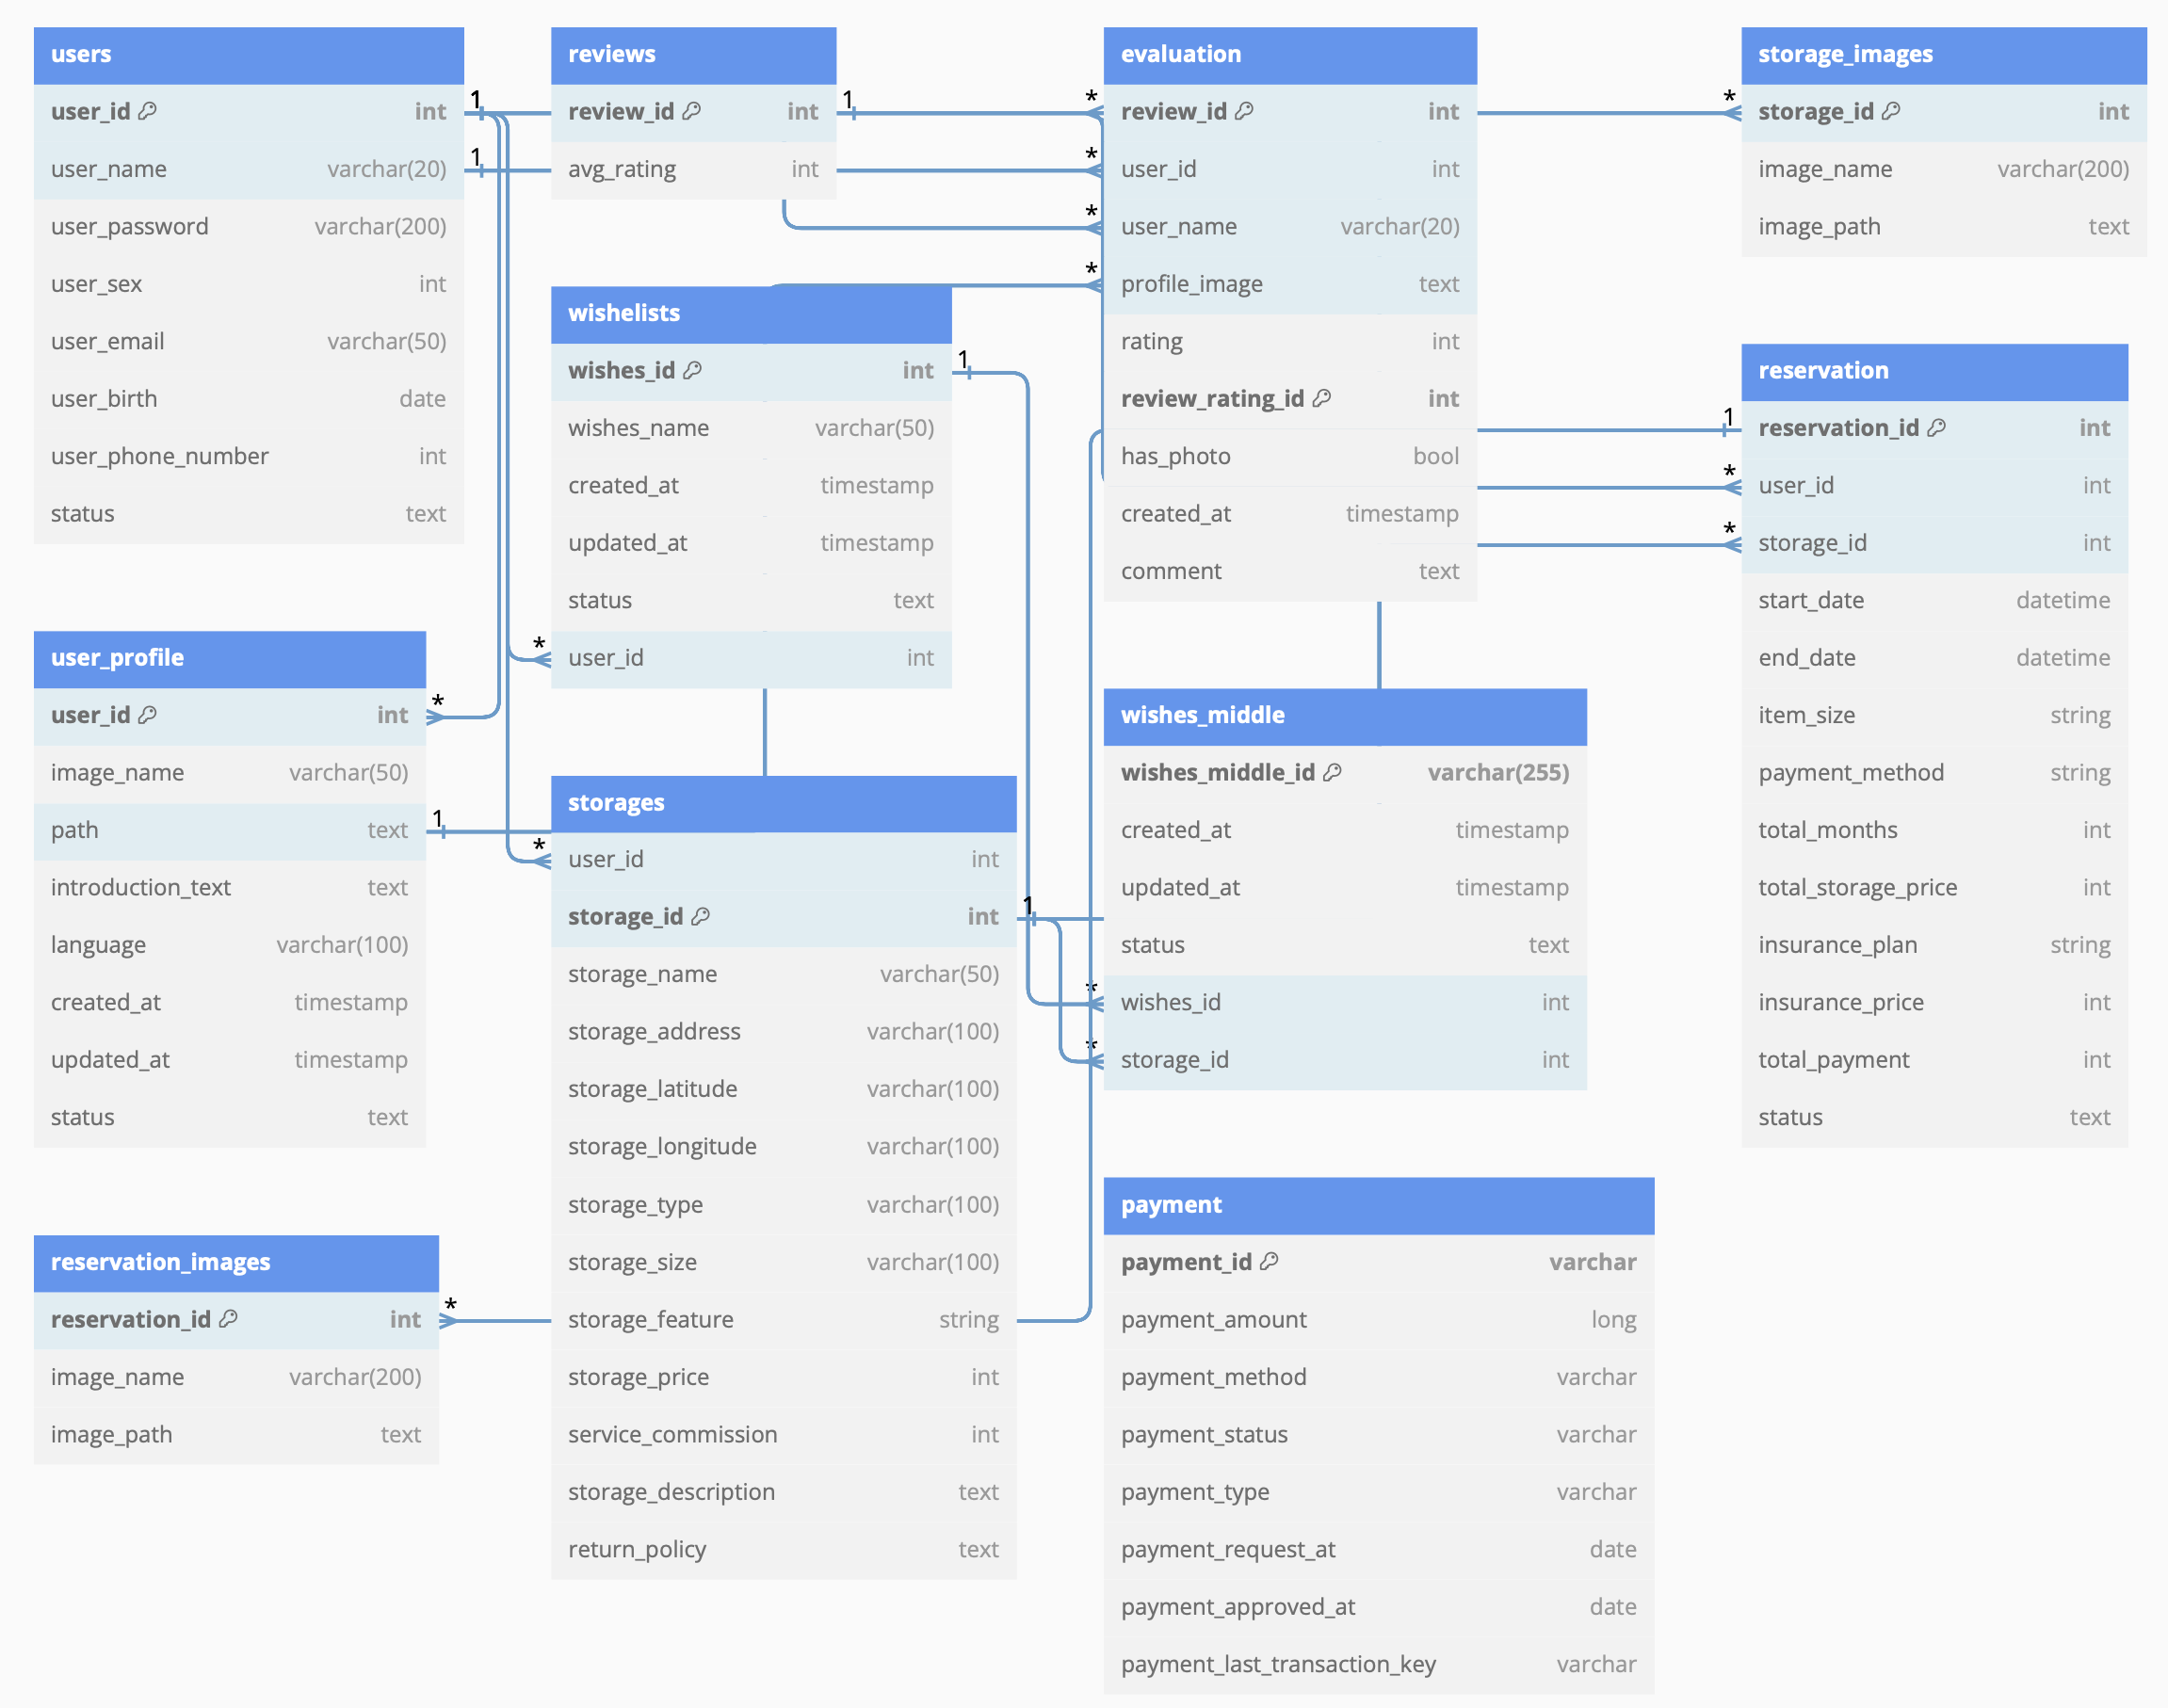 users
user_id int
user_name varchar(20)
user_password varchar(200)
user_sex int
user_email varchar(50)
user_birth date
user_phone_number int
status text
1
1
reviews
review_id int
avg_rating int
1
evaluation
review_id int
user_id int
user_name varchar(20)
profile_image text
rating int
review_rating_id int
has_photo bool
created_at timestamp
comment text
*
*
*
*
storage_images
storage_id int
image_name varchar(200)
image_path text
*
wishelists
wishes_id int
wishes_name varchar(50)
created_at timestamp
updated_at timestamp
status text
user_id int
1
*
reservation
reservation_id int
user_id int
storage_id int
start_date datetime
end_date datetime
item_size string
payment_method string
total_months int
total_storage_price int
insurance_plan string
insurance_price int
total_payment int
status text
1
*
*
user_profile
user_id int
image_name varchar(50)
path text
introduction_text text
language varchar(100)
created_at timestamp
updated_at timestamp
status text
*
1
storages
user_id int
storage_id int
storage_name varchar(50)
storage_address varchar(100)
storage_latitude varchar(100)
storage_longitude varchar(100)
storage_type varchar(100)
storage_size varchar(100)
storage_feature string
storage_price int
service_commission int
storage_description text
return_policy text
*
1
wishes_middle
wishes_middle_id varchar(255)
created_at timestamp
updated_at timestamp
status text
wishes_id int
storage_id int
*
*
reservation_images
reservation_id int
image_name varchar(200)
image_path text
*
payment
payment_id varchar
payment_amount long
payment_method varchar
payment_status varchar
payment_type varchar
payment_request_at date
payment_approved_at date
payment_last_transaction_key varchar